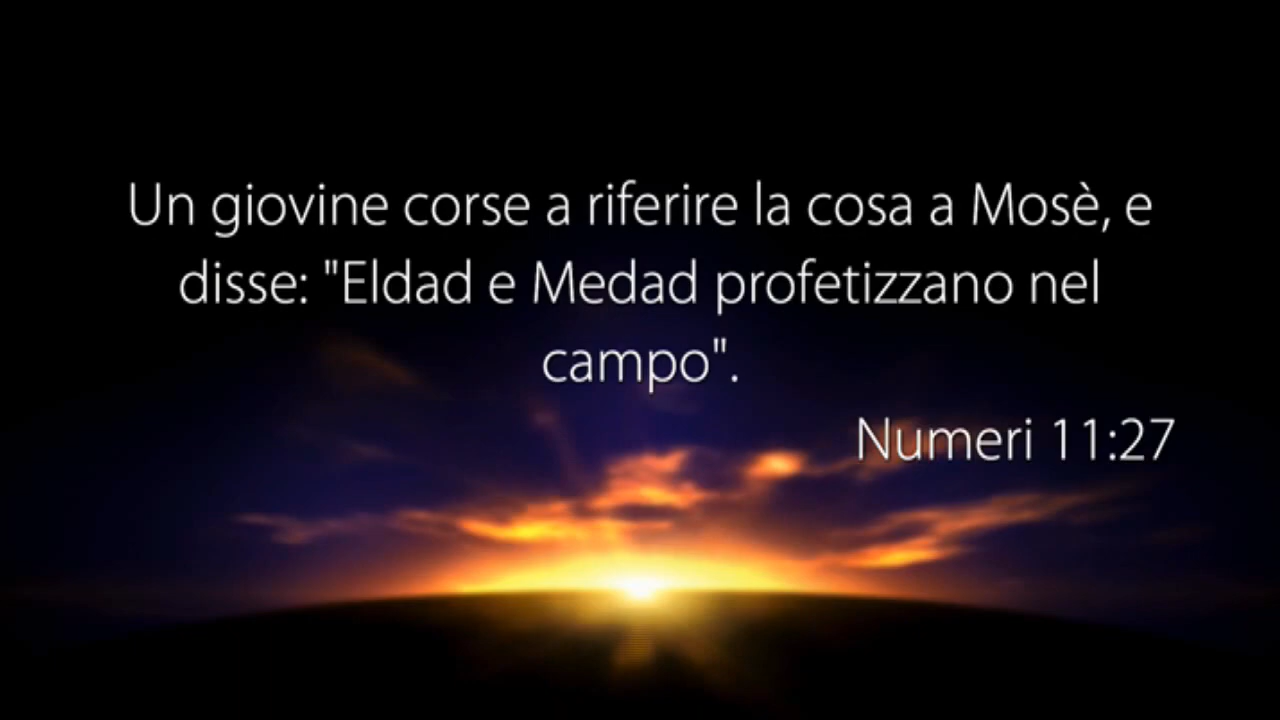 Un giovine corse a riferire la cosa a Mosè, e
disse: "Eldad e Medad profetizzano nel
campo".
Numeri 11:27